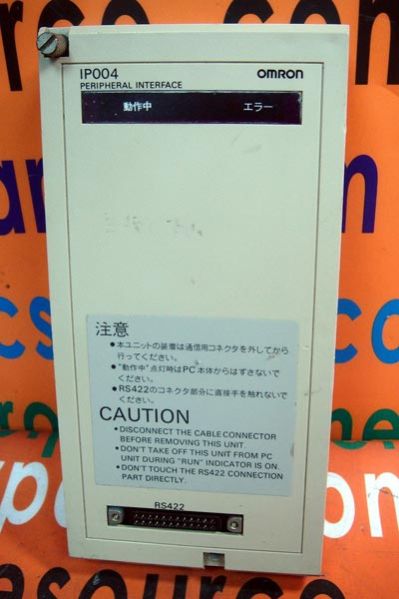 IP004 OMRON
PERIPHERAL INTERFACE
動作中 エラー
注意
●本ユニットの装着は通信用コネクタを外してから
行ってください。
●"動作中"点灯時はPC本体からはずさないで
ください。
●RS422のコネクタ部分に直接手を触れないで
ください。
CAUTION
●DISCONNECT THE CABLE CONNECTOR
BEFORE REMOVING THIS UNIT.
●DON'T TAKE OFF THIS UNIT FROM PC
UNIT DURING "RUN" INDICATOR IS ON.
●DON'T TOUCH THE RS422 CONNECTION
PART DIRECTLY.
RS422